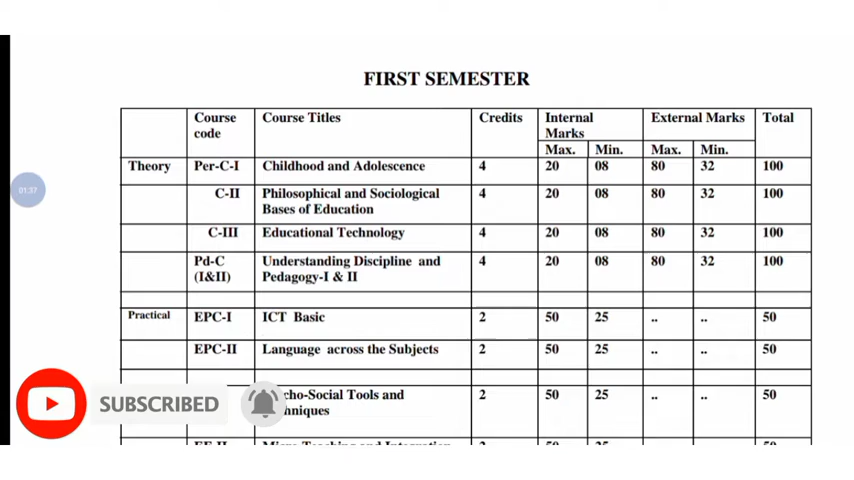 FIRST SEMESTER
Course code Course Titles Credits Internal Marks External Marks Total
Max. Min. Max. Min.
Theory Per-C-I Childhood and Adolescence 4 20 08 80 32 100
C-II Philosophical and Sociological Bases of Education 4 20 08 80 32 100
C-III Educational Technology 4 20 08 80 32 100
Pd-C (I&II) Understanding Discipline and Pedagogy-I & II 4 20 08 80 32 100
Practical EPC-I ICT Basic 2 50 25 .. .. 50
EPC-II Language across the Subjects 2 50 25 .. .. 50
Social Tools and 2 50 25 .. .. 50
01:37
SUBSCRIBED